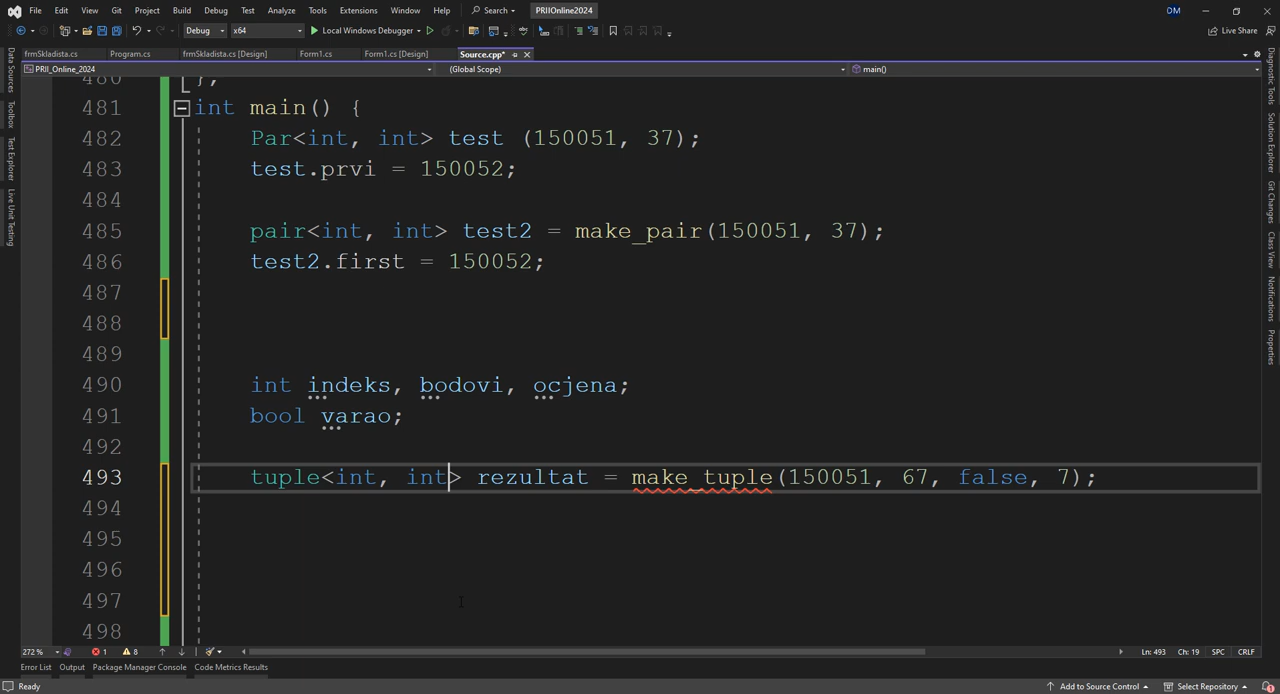 File Edit View Git Project Build Debug Test Analyze Tools Extensions Window Help Search PRIIOnline2024 DM
Debug x64 Local Windows Debugger Live Share
frmSkladista.cs Program.cs frmSkladista.cs [Design] Form1.cs Form1.cs [Design] Source.cpp*
PRII_Online_2024 (Global Scope) main()
480 };
481 int main() {
482 Par<int, int> test (150051, 37);
483 test.prvi = 150052;
484
485 pair<int, int> test2 = make_pair(150051, 37);
486 test2.first = 150052;
487
488
489
490 int indeks, bodovi, ocjena;
491 bool varao;
492
493 tuple<int, int> rezultat = make_tuple(150051, 67, false, 7);
494
495
496
497
498
272 % 1 8 Ln: 493 Ch: 19 SPC CRLF
Error List Output Package Manager Console Code Metrics Results
Ready Add to Source Control Select Repository
Data Sources
Toolbox
Test Explorer
Live Unit Testing
Diagnostic Tools
Solution Explorer
Git Changes
Class View
Notifications
Properties